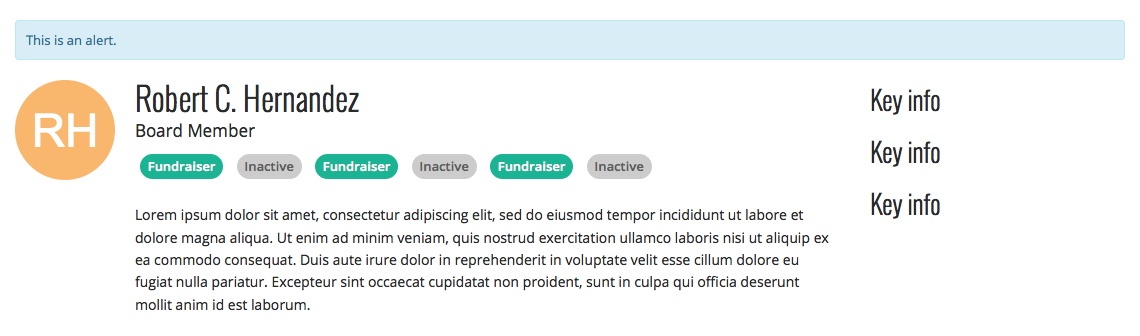 This is an alert.
RH
Robert C. Hernandez
Board Member
Fundraiser Inactive Fundraiser Inactive Fundraiser Inactive
Lorem ipsum dolor sit amet, consectetur adipiscing elit, sed do eiusmod tempor incididunt ut labore et
dolore magna aliqua. Ut enim ad minim veniam, quis nostrud exercitation ullamco laboris nisi ut aliquip ex
ea commodo consequat. Duis aute irure dolor in reprehenderit in voluptate velit esse cillum dolore eu
fugiat nulla pariatur. Excepteur sint occaecat cupidatat non proident, sunt in culpa qui officia deserunt
mollit anim id est laborum.
Key info
Key info
Key info